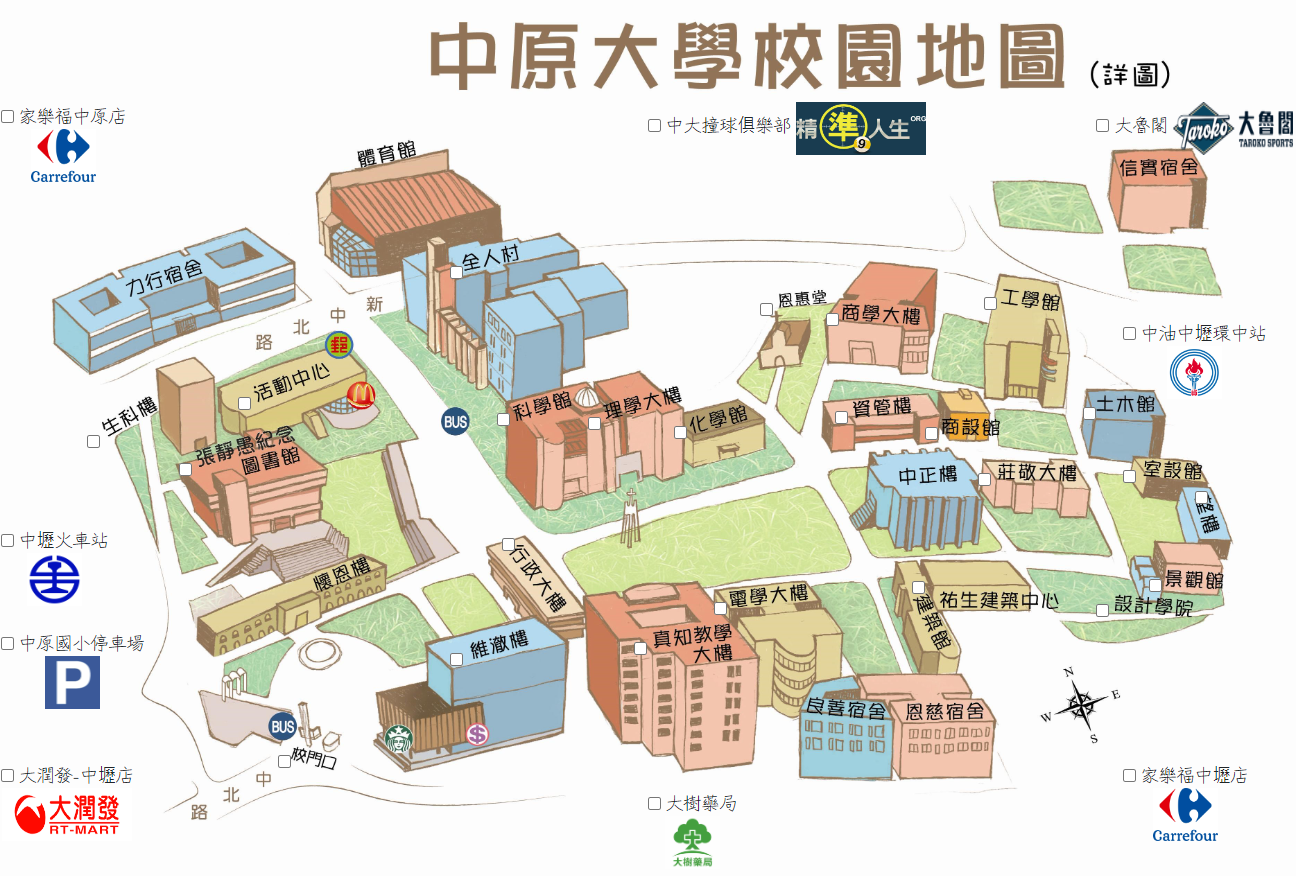 中原大學校園地圖
(詳圖)
家樂福中原店
Carrefour
中大撞球俱樂部
精準人生
ORG
9
大魯閣
Taroko
大魯閣
TAROKO SPORTS
體育館
信實宿舍
力行宿舍
全人村
新
中
北
路
恩惠堂
商學大樓
工學館
中油中壢環中站
郵
活動中心
生科樓
BUS
科學館
理學大樓
化學館
資管樓
商設館
土木館
張靜愚紀念
圖書館
中正樓
莊敬大樓
室設館
中壢火車站
懷恩樓
行政大樓
電學大樓
建築館
祐生建築中心
景觀館
設計學院
中原國小停車場
P
維澈樓
真知教學
大樓
N
E
W
S
良善宿舍
恩慈宿舍
BUS
$
校門口
大潤發-中壢店
大潤發
RT-MART
中
北
路
大樹藥局
大樹藥局
家樂福中壢店
Carrefour